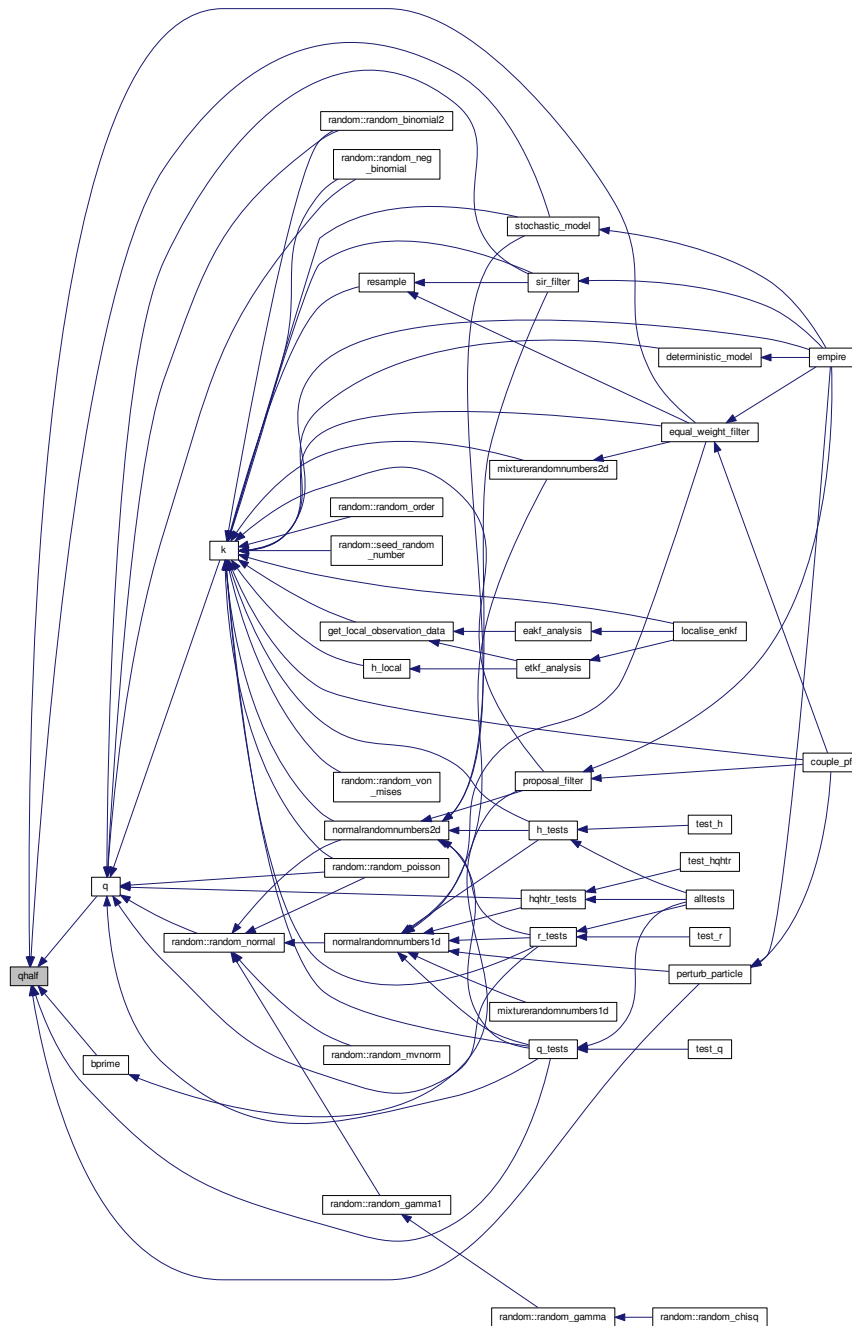 random::random_binomial2
random::random_neg
_binomial
stochastic_model
resample
sir_filter
deterministic_model
empire
equal_weight_filter
mixturerandomnumbers2d
random::random_order
k
random::seed_random
_number
get_local_observation_data
eakf_analysis
localise_enkf
h_local
etkf_analysis
couple_pf
random::random_von
_mises
proposal_filter
normalrandomnumbers2d
h_tests
test_h
test_hqhtr
random::random_poisson
q
hqhtr_tests
alltests
random::random_normal
normalrandomnumbers1d
r_tests
test_r
qhalf
perturb_particle
mixturerandomnumbers1d
random::random_mvnorm
q_tests
test_q
bprime
random::random_gamma1
random::random_gamma
random::random_chisq